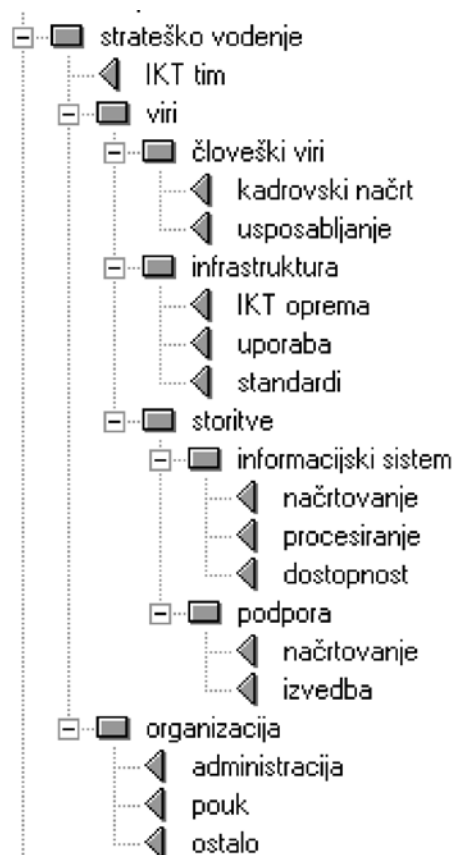 strateško vodenje
IKT tim
viri
človeški viri
kadrovski načrt
usposabljanje
infrastruktura
IKT oprema
uporaba
standardi
storitve
informacijski sistem
načrtovanje
procesiranje
dostopnost
podpora
načrtovanje
izvedba
organizacija
administracija
pouk
ostalo